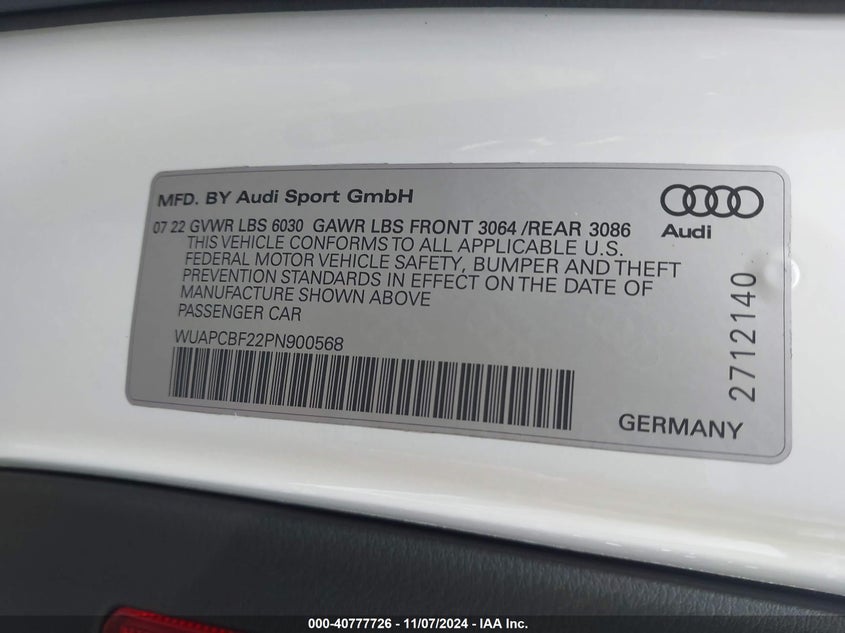 MFD. BY Audi Sport GmbH
07 22 GVWR LBS 6030 GAWR LBS FRONT 3064 /REAR 3086
THIS VEHICLE CONFORMS TO ALL APPLICABLE U.S.
FEDERAL MOTOR VEHICLE SAFETY, BUMPER AND THEFT
PREVENTION STANDARDS IN EFFECT ON THE DATE OF
MANUFACTURE SHOWN ABOVE
PASSENGER CAR
WUAPCBF22PN900568
Audi
2712140
GERMANY
000-40777726 - 11/07/2024 - IAA Inc.